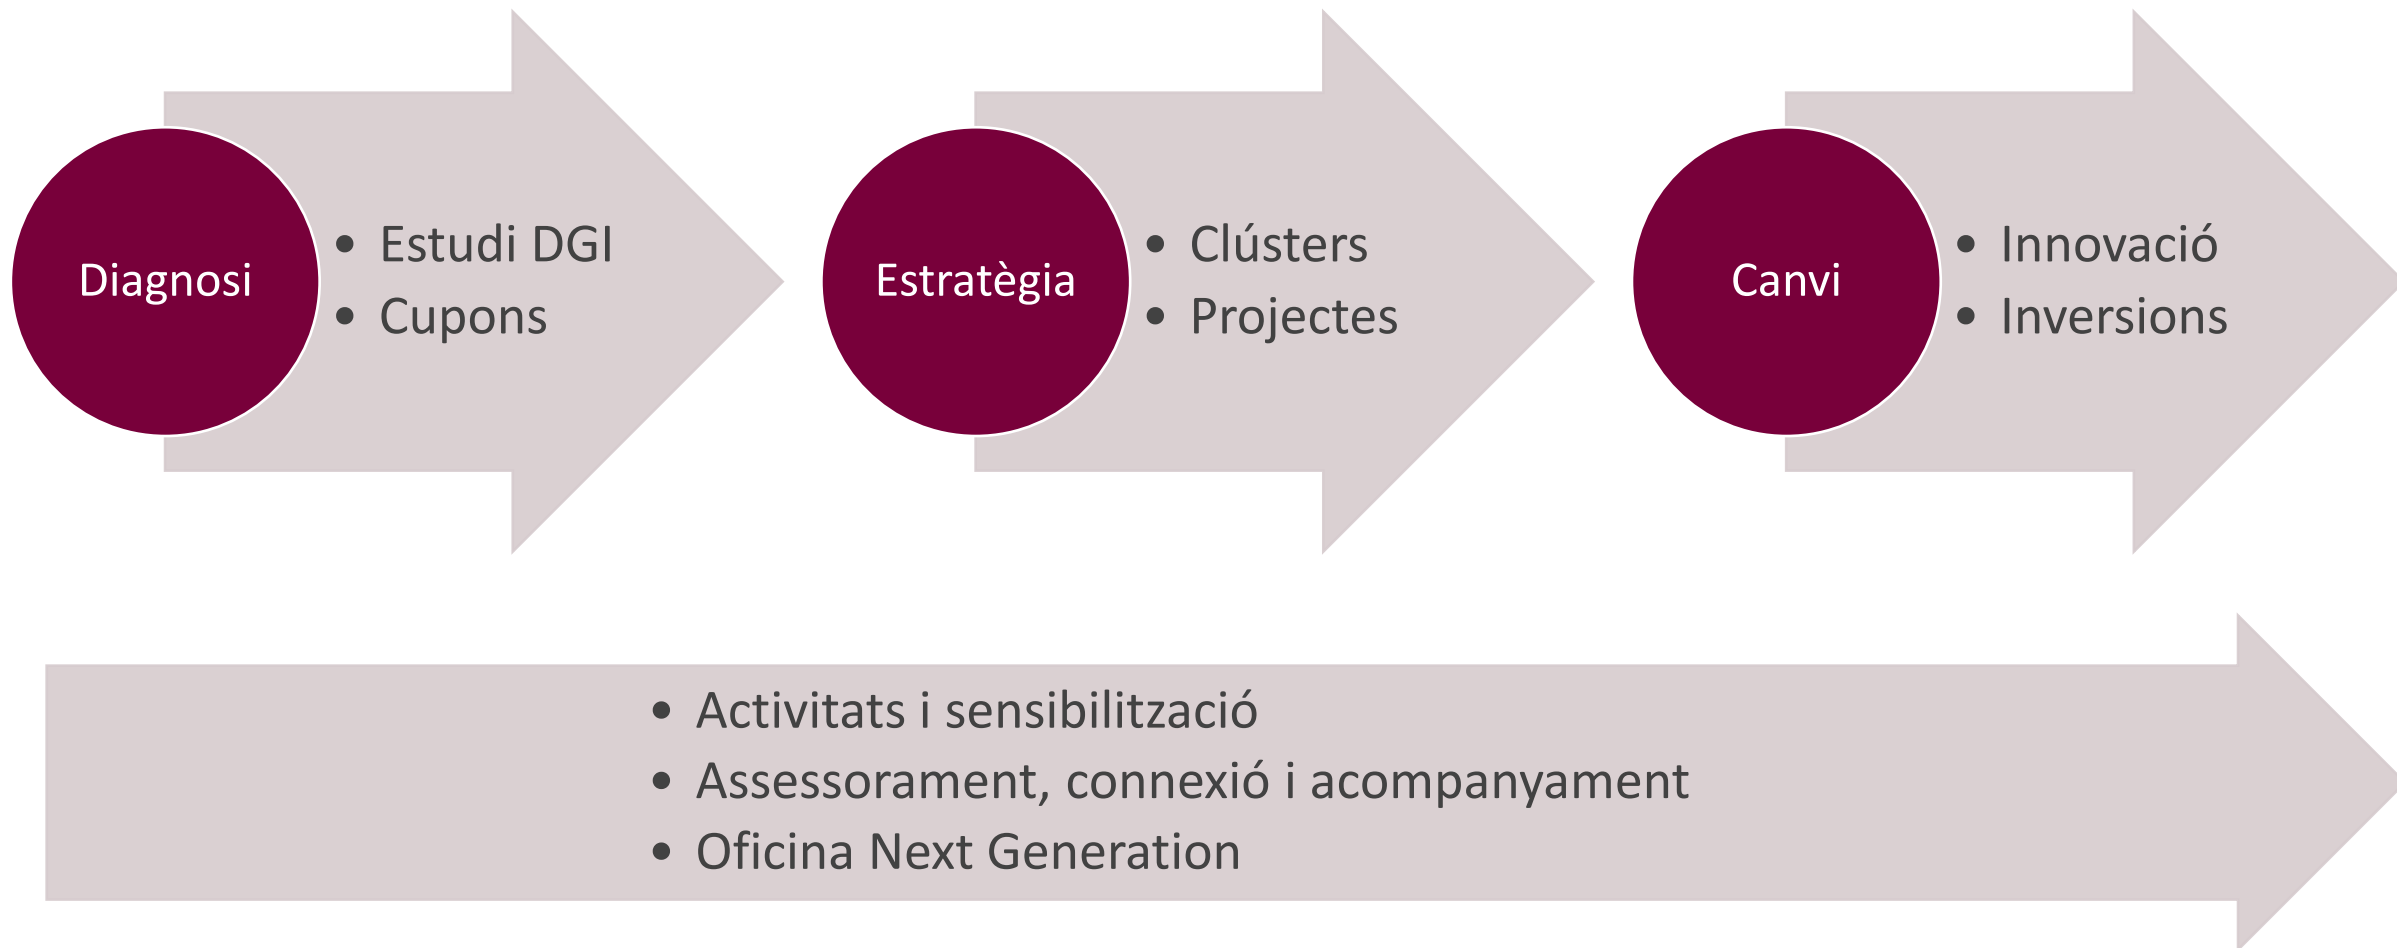 Diagnosi
• Estudi DGI
• Cupons
Estratègia
• Clústers
• Projectes
Canvi
• Innovació
• Inversions
• Activitats i sensibilització
• Assessorament, connexió i acompanyament
• Oficina Next Generation